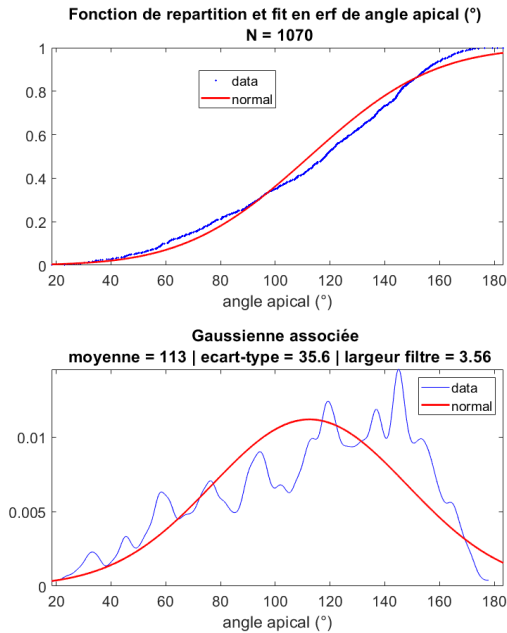 Fonction de repartition et fit en erf de angle apical (°)
N = 1070
1
0.8
0.6
0.4
0.2
0
data
normal
20 40 60 80 100 120 140 160 180
angle apical (°)
Gaussienne associée
moyenne = 113 | ecart-type = 35.6 | largeur filtre = 3.56
data
normal
0.01
0.005
0
20 40 60 80 100 120 140 160 180
angle apical (°)